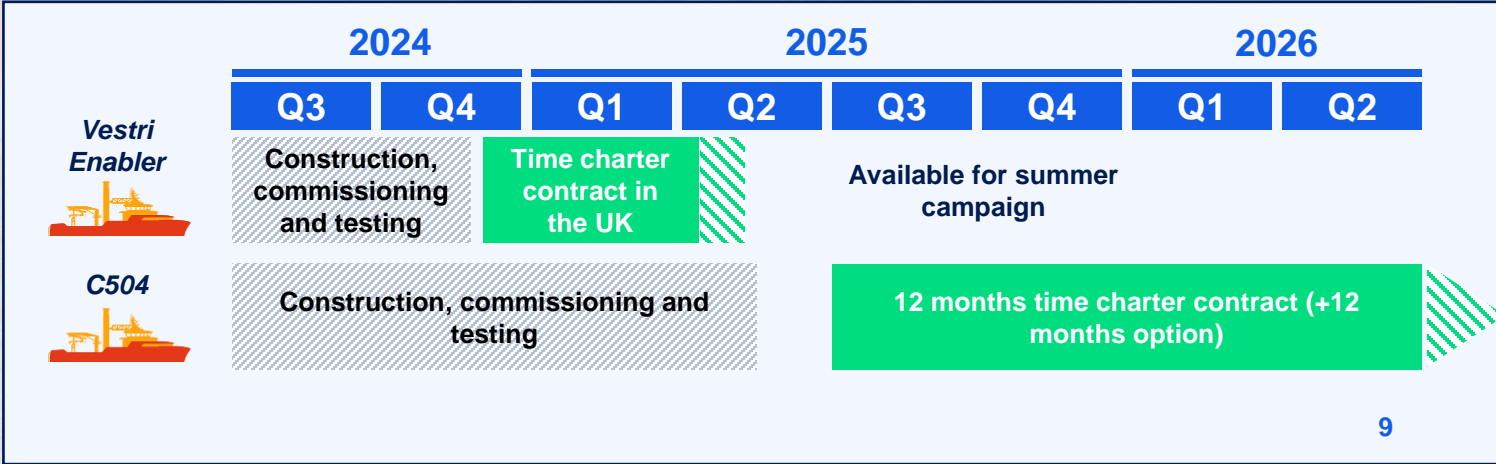 2024 2025 2026
Q3 Q4 Q1 Q2 Q3 Q4 Q1 Q2
Vestri
Enabler
Construction,
commissioning
and testing
Time charter
contract in
the UK
Available for summer
campaign
C504
Construction, commissioning and
testing
12 months time charter contract (+12
months option)
9